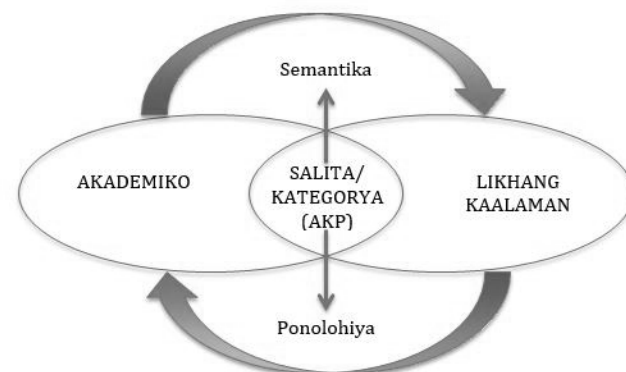 Semantika
AKADEMIKO
SALITA/
KATEGORYA
(AKP)
LIKHANG
KAALAMAN
Ponolohiya